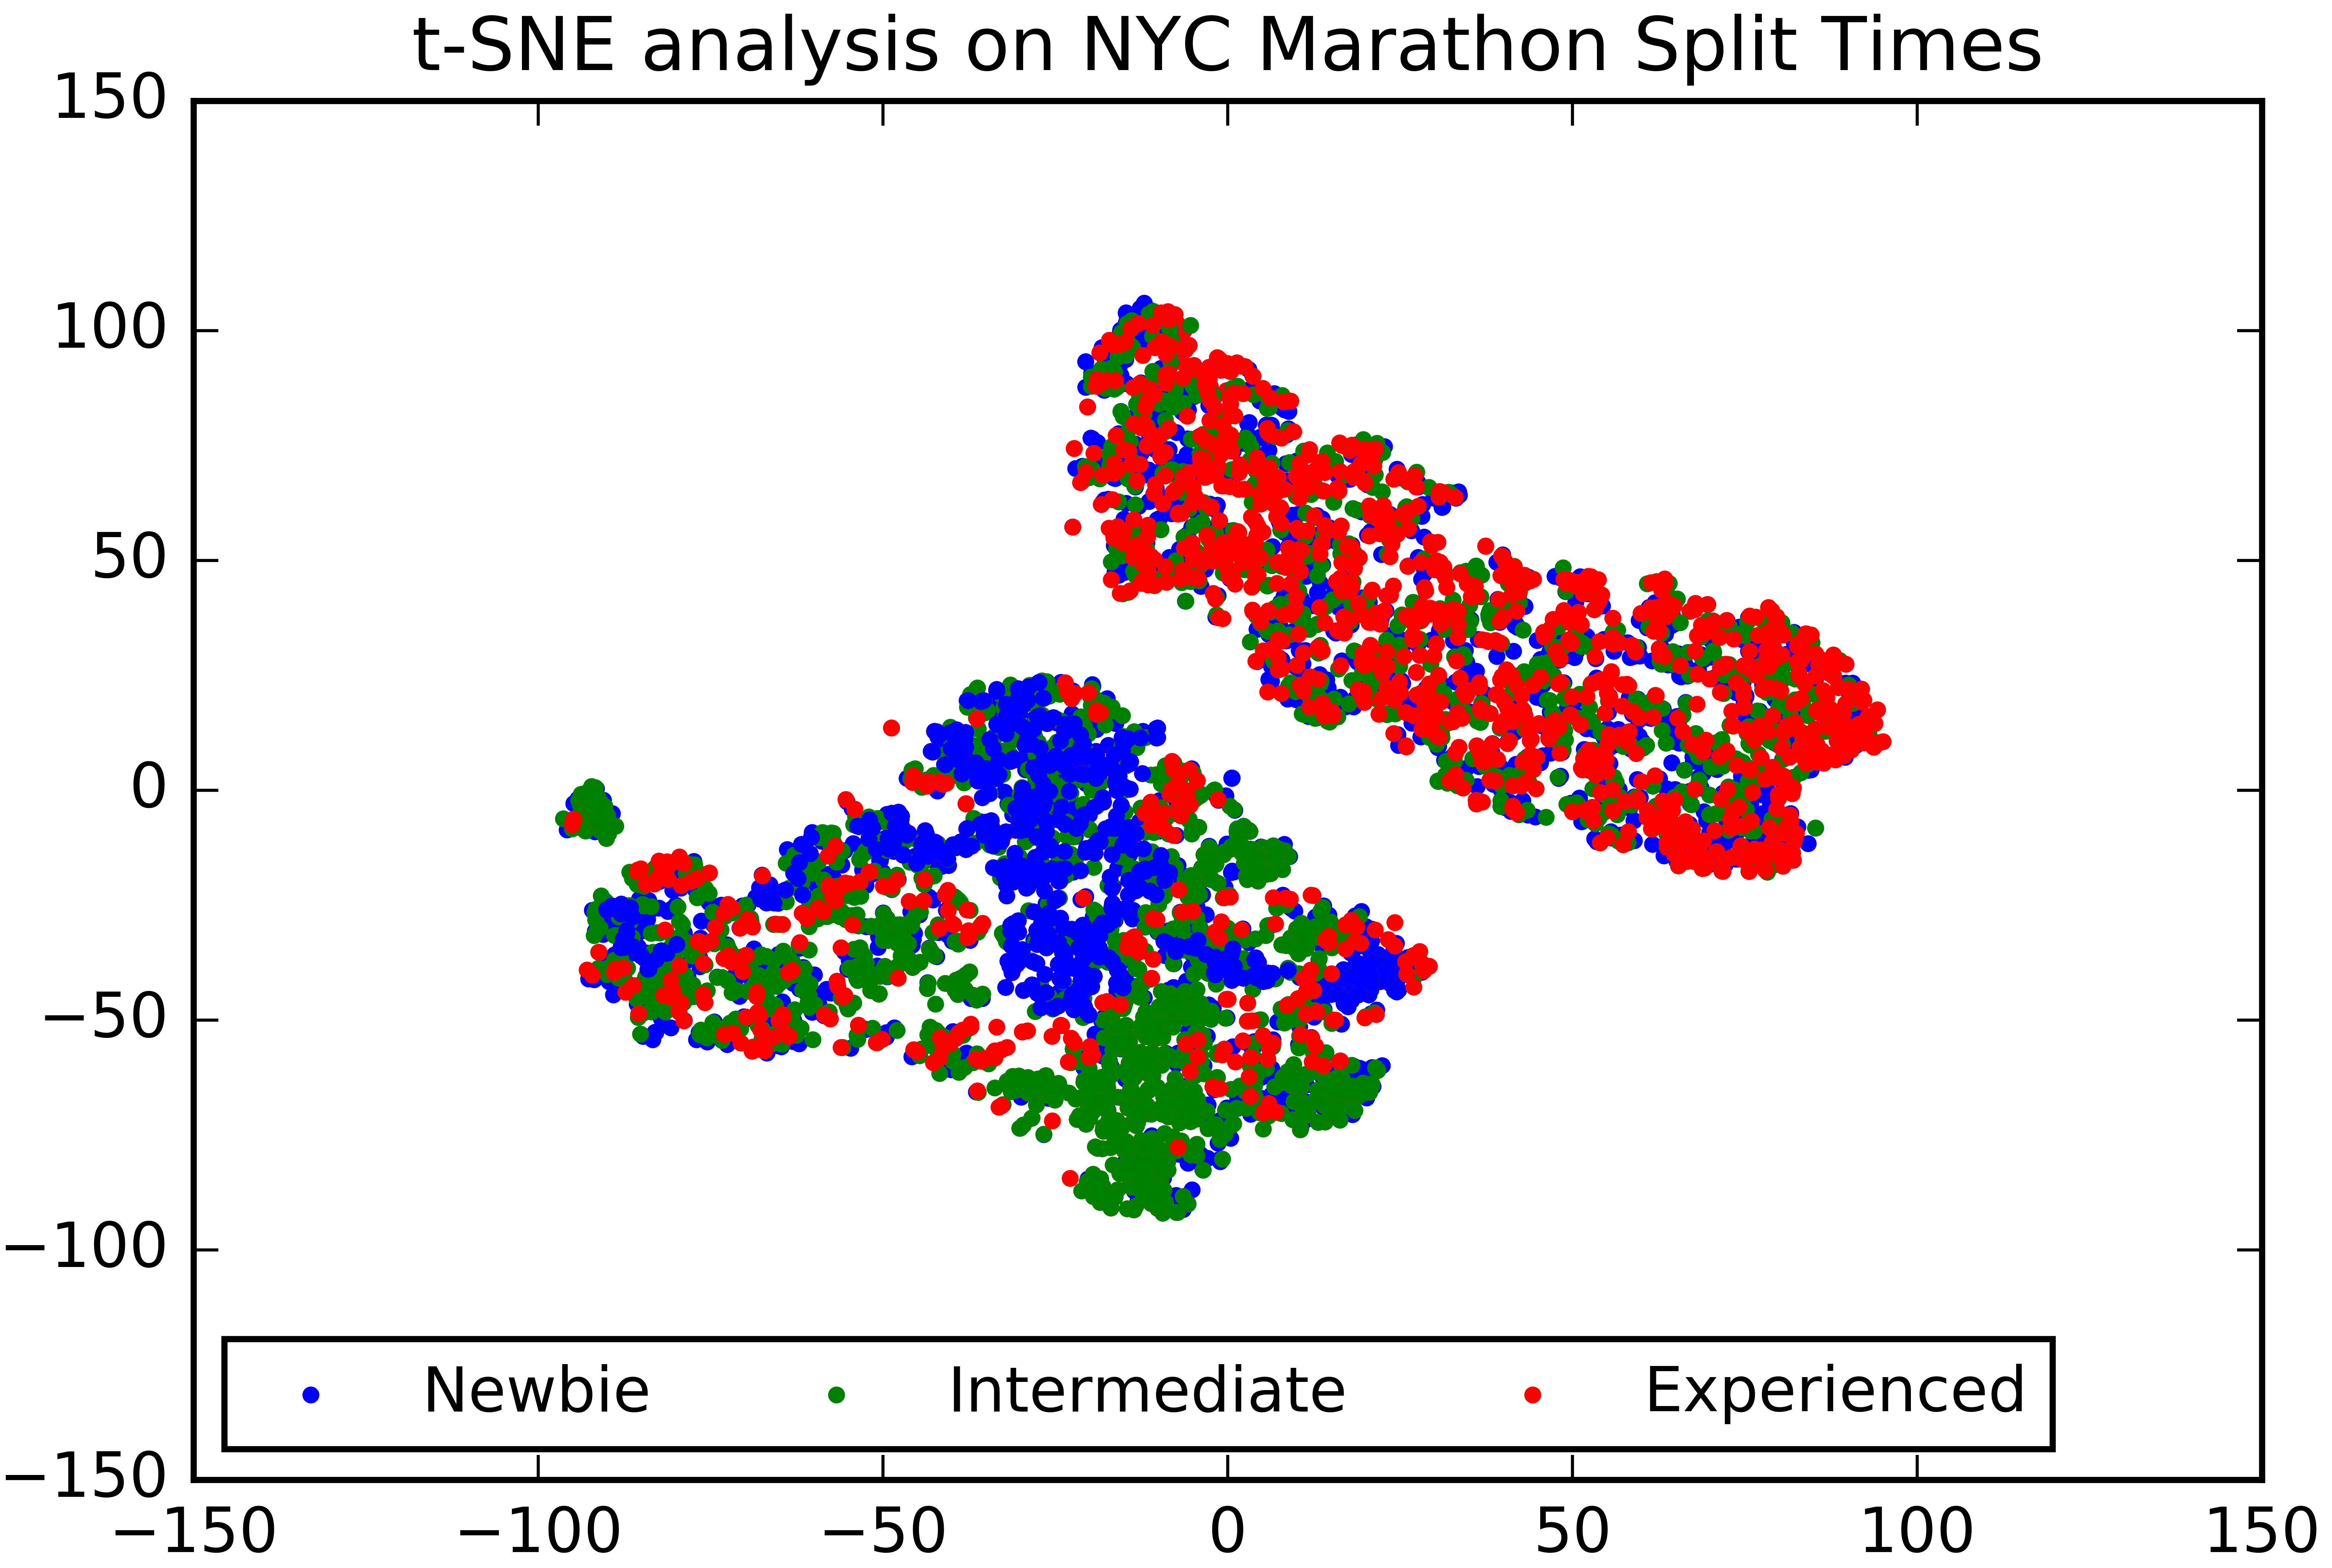 t-SNE analysis on NYC Marathon Split Times
150
100
50
0
−50
−100
−150
−150 −100 −50 0 50 100 150
Newbie Intermediate Experienced